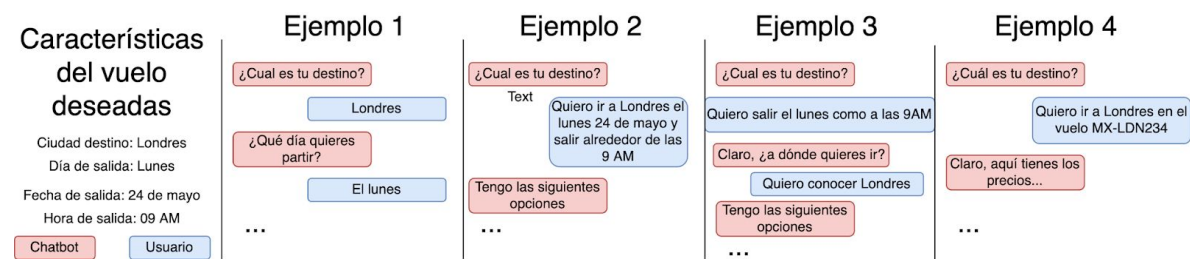 Características
del vuelo
deseadas
Ciudad destino: Londres
Día de salida: Lunes
Fecha de salida: 24 de mayo
Hora de salida: 09 AM
Chatbot
Usuario
Ejemplo 1
¿Cual es tu destino?
Londres
¿Qué día quieres
partir?
El lunes
...
Ejemplo 2
¿Cual es tu destino?
Text
Quiero ir a Londres el
lunes 24 de mayo y
salir alrededor de las
9 AM
Tengo las siguientes
opciones
...
Ejemplo 3
¿Cual es tu destino?
Quiero salir el lunes como a las 9AM
Claro, ¿a dónde quieres ir?
Quiero conocer Londres
Tengo las siguientes
opciones
...
Ejemplo 4
¿Cuál es tu destino?
Quiero ir a Londres en el
vuelo MX-LDN234
Claro, aquí tienes los
precios...
...